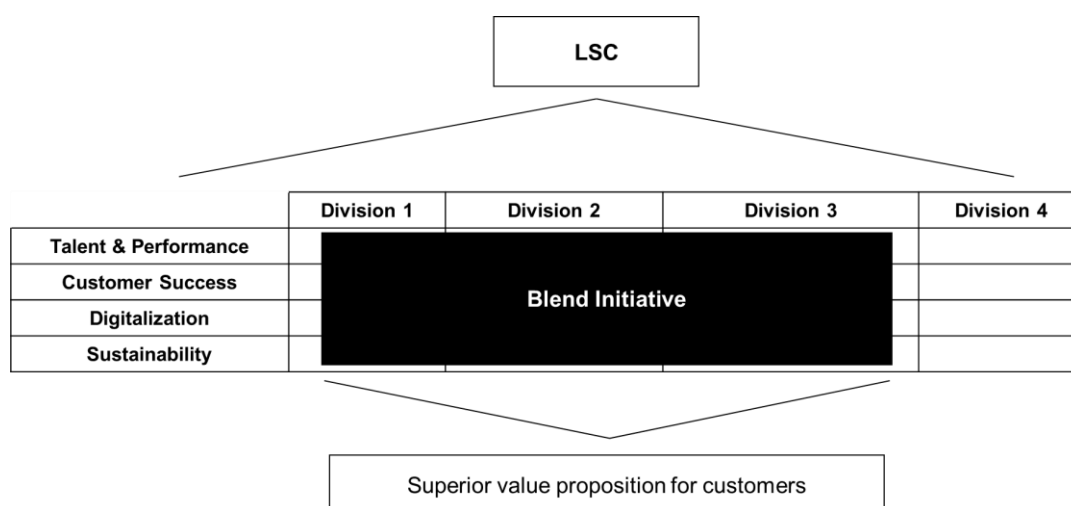 LSC
Division 1 Division 2 Division 3 Division 4
Talent & Performance
Customer Success
Blend Initiative
Digitalization
Sustainability
Superior value proposition for customers